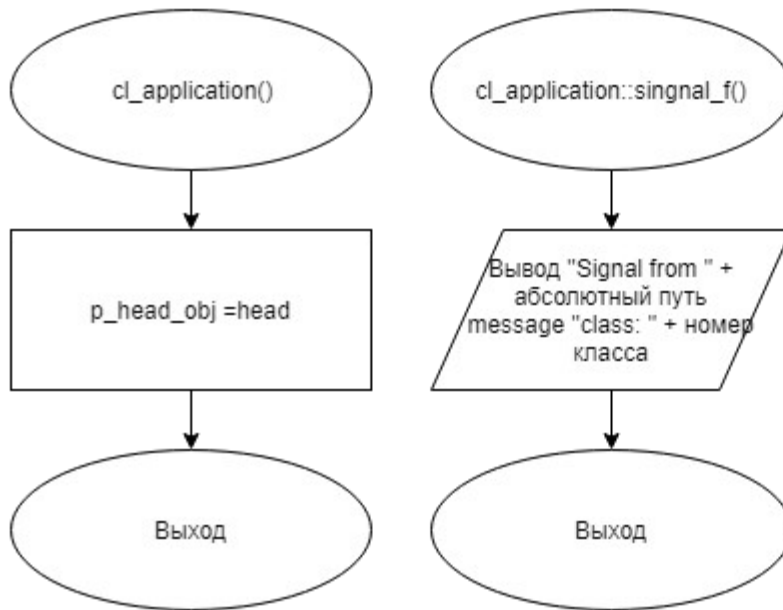 cl_application()
p_head_obj =head
Выход
cl_application::singnal_f()
Вывод "Signal from " +
абсолютный путь
message "class: " + номер
класса
Выход